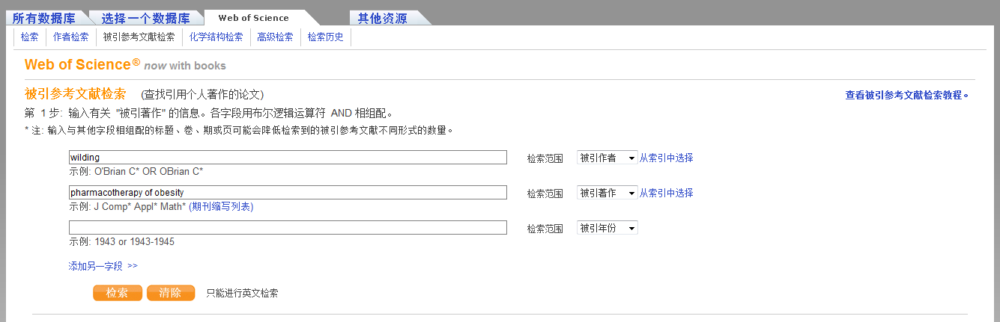 所有数据库 选择一个数据库 Web of Science 其他资源
检索 作者检索 被引参考文献检索 化学结构检索 高级检索 检索历史
Web of Science® now with books
被引参考文献检索 (查找引用个人著作的论文) 查看被引参考文献检索教程。
第 1步: 输入有关 "被引著作" 的信息。各字段用布尔逻辑运算符 AND 相组配。
* 注: 输入与其他字段相组配的标题、卷、期或页可能会降低检索到的被引参考文献不同形式的数量。
wilding 检索范围 被引作者 从索引中选择
示例: O'Brian C* OR OBrian C*
pharmacotherapy of obesity 检索范围 被引著作 从索引中选择
示例: J Comp* Appl* Math* (期刊缩写列表)
检索范围 被引年份
示例: 1943 or 1943-1945
添加另一字段 >>
检索 清除 只能进行英文检索